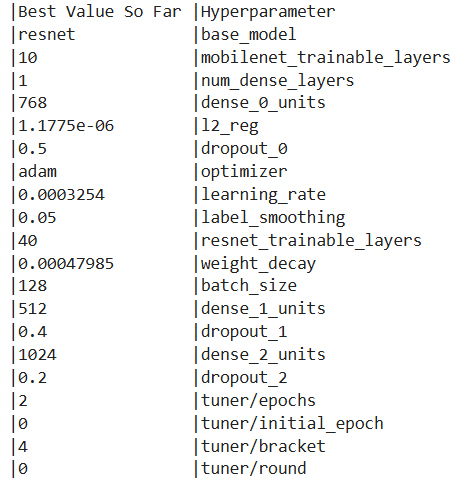 |Best Value So Far |Hyperparameter
|resnet            |base_model
|10                |mobilenet_trainable_layers
|1                 |num_dense_layers
|768               |dense_0_units
|1.1775e-06        |l2_reg
|0.5               |dropout_0
|adam              |optimizer
|0.0003254         |learning_rate
|0.05              |label_smoothing
|40                |resnet_trainable_layers
|0.00047985        |weight_decay
|128               |batch_size
|512               |dense_1_units
|0.4               |dropout_1
|1024              |dense_2_units
|0.2               |dropout_2
|2                 |tuner/epochs
|0                 |tuner/initial_epoch
|4                 |tuner/bracket
|0                 |tuner/round